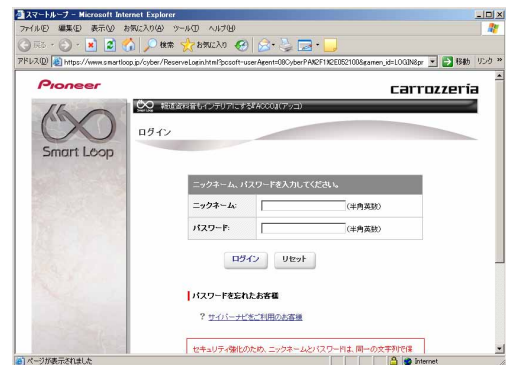 スマートループ - Microsoft Internet Explorer
ファイル(F) 編集(E) 表示(V) お気に入り(A) ツール(T) ヘルプ(H)
戻る 検索 お気に入り
アドレス(D) https://www.smartloop.jp/cyber/ReserveLogin.html?pcsoft-userAgent=08CyberPA%2F1%2E052100&gamen_id=LOGIN&pr 移動 リンク »
Pioneer carrozzeria
Smart Loop
ログイン
ニックネーム、パスワードを入力してください。
ニックネーム: (半角英数)
パスワード: (半角英数)
ログイン リセット
パスワードを忘れたお客様
? サイバーナビをご利用のお客様
セキュリティ強化のため、ニックネームとパスワードは、同一の文字列で保
ページが表示されました Internet